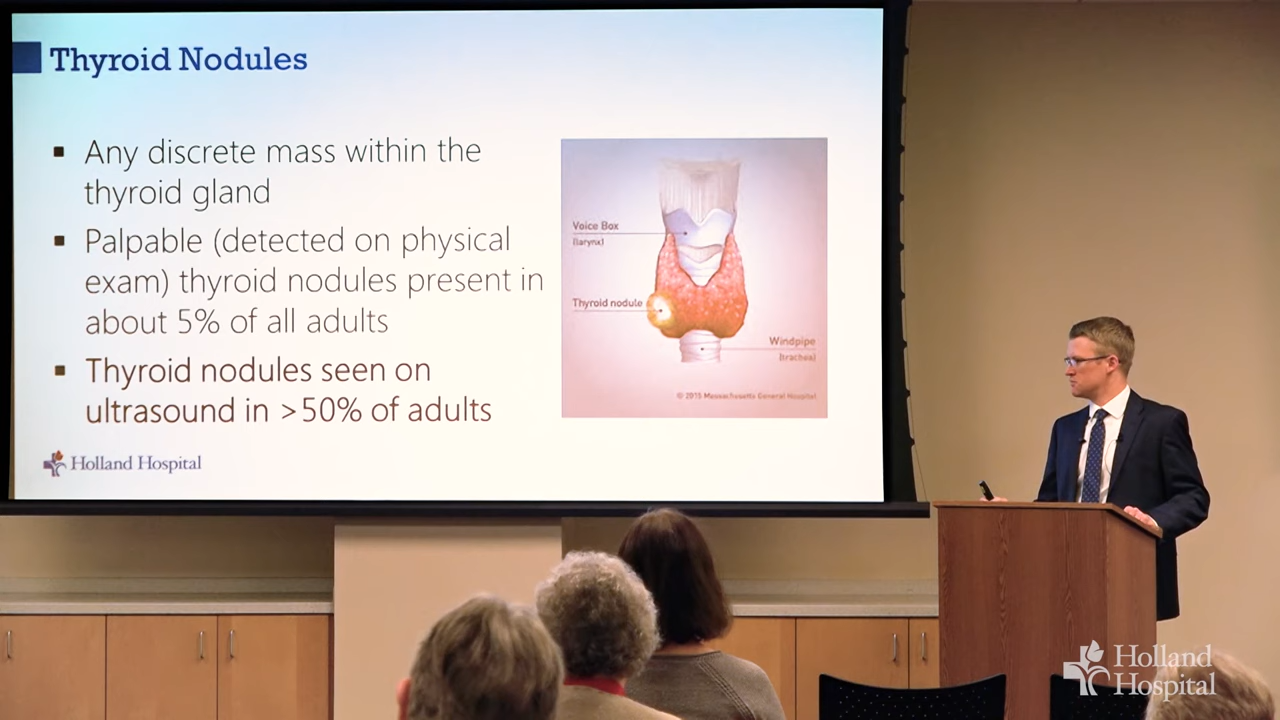 Thyroid Nodules
Any discrete mass within the
thyroid gland
Palpable (detected on physical
exam) thyroid nodules present in
about 5% of all adults
Thyroid nodules seen on
ultrasound in >50% of adults
Holland Hospital
Voice Box
(larynx)
Thyroid nodule
Windpipe
(trachea)
© 2015 Massachusetts General Hospital
Holland
Hospital